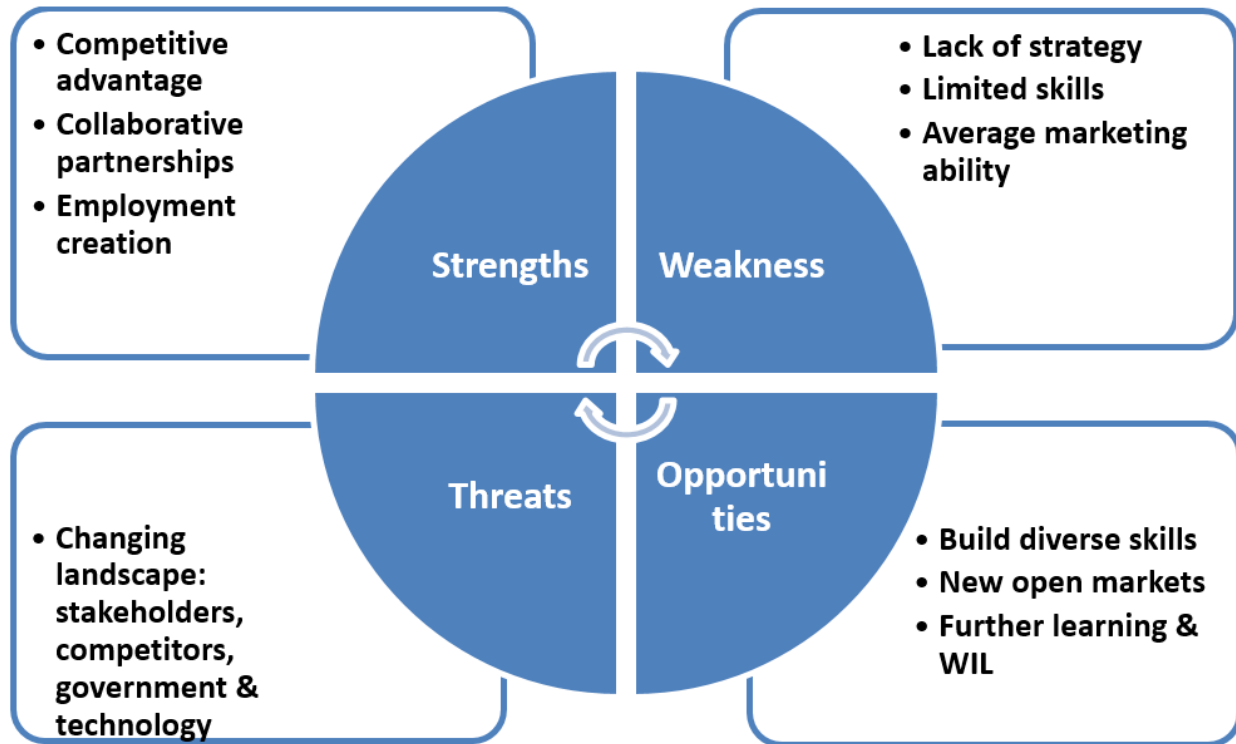 • Competitive
advantage
• Collaborative
partnerships
• Employment
creation
• Lack of strategy
• Limited skills
• Average marketing
ability
Strengths
Weakness
Threats
Opportuni
ties
• Changing
landscape:
stakeholders,
competitors,
government &
technology
• Build diverse skills
• New open markets
• Further learning &
WIL